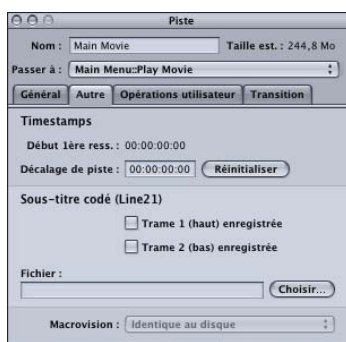 Piste
Nom : Main Movie Taille est. : 244,8 Mo
Passer à : Main Menu::Play Movie
Général Autre Opérations utilisateur Transition
Timestamps
Début 1ère ress. : 00:00:00:00
Décalage de piste : 00:00:00:00 Réinitialiser
Sous-titre codé (Line21)
Trame 1 (haut) enregistrée
Trame 2 (bas) enregistrée
Fichier :
Choisir...
Macrovision : Identique au disque